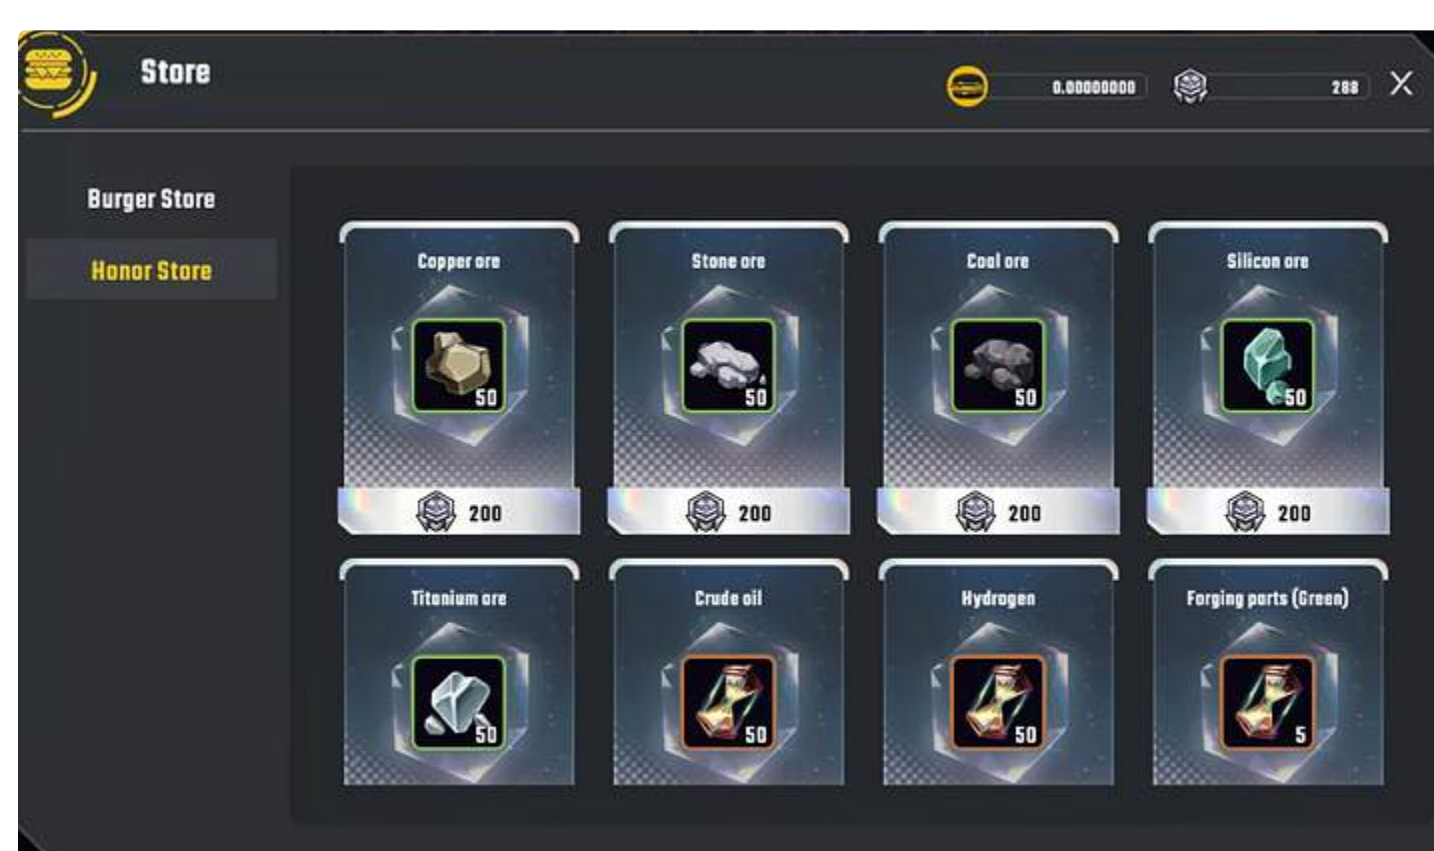 Store
0.00000000
288
X
Burger Store
Honor Store
Copper ore
Stone ore
Coal ore
Silicon ore
50
50
50
50
200
200
200
200
Titanium ore
Crude oil
Hydrogen
Forging parts (Green)
50
50
50
5